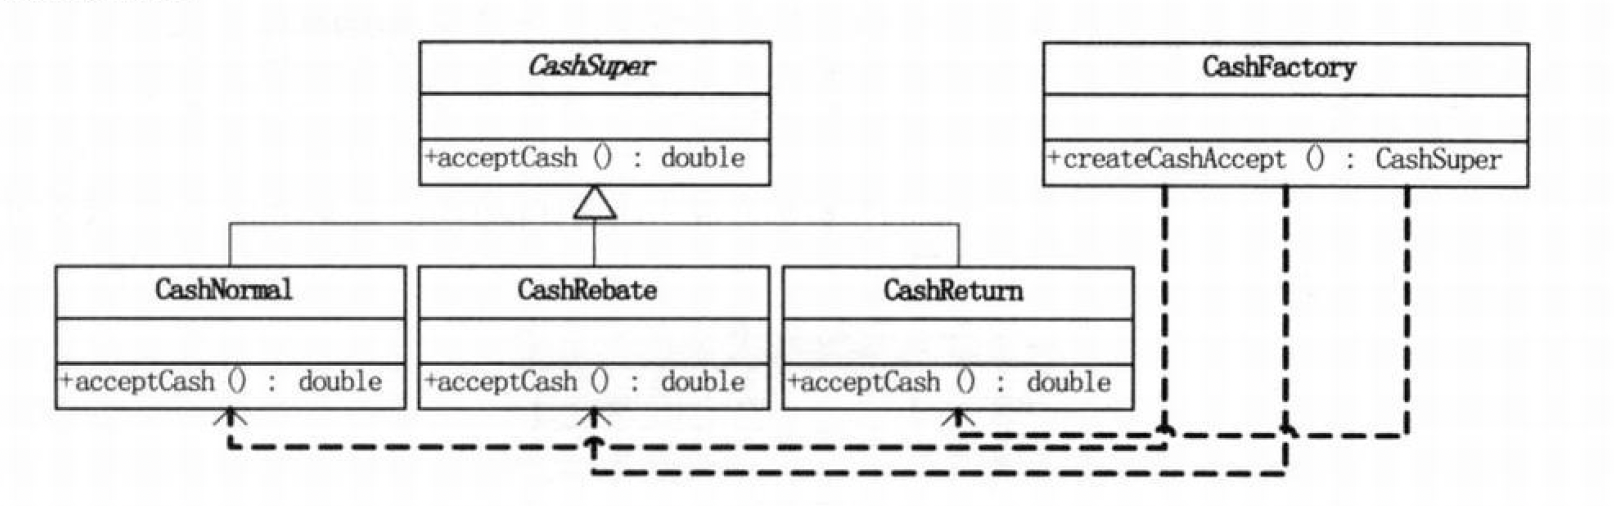 CashSuper
+acceptCash () : double
CashFactory
+createCashAccept () : CashSuper
CashNormal
+acceptCash () : double
CashRebate
+acceptCash () : double
CashReturn
+acceptCash () : double